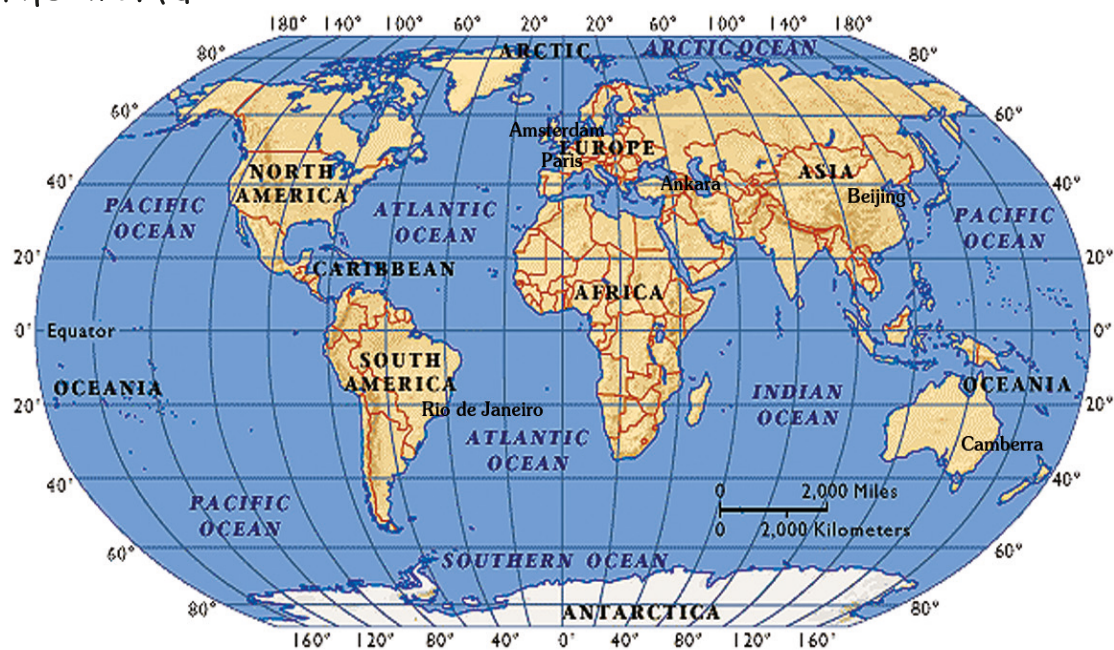 180° 140° 100° 60° 20° 20° 60° 100° 140° 180°
80° ARCTIC ARCTIC OCEAN 80°
60° 60°
Amsterdam
EUROPE
Paris
NORTH AMERICA
ASIA
40° Ankara Beijing 40°
PACIFIC OCEAN
ATLANTIC OCEAN
PACIFIC OCEAN
20° 20°
CARIBBEAN
AFRICA
0° Equator 0°
SOUTH AMERICA
OCEANIA
INDIAN OCEAN
OCEANIA
20° Rio de Janeiro 20°
ATLANTIC OCEAN
Camberra
40° 40°
PACIFIC OCEAN
0 2,000 Miles
0 2,000 Kilometers
60° SOUTHERN OCEAN 60°
80° ANTARCTICA 80°
160° 120° 80° 40° 0° 40° 80° 120° 160°